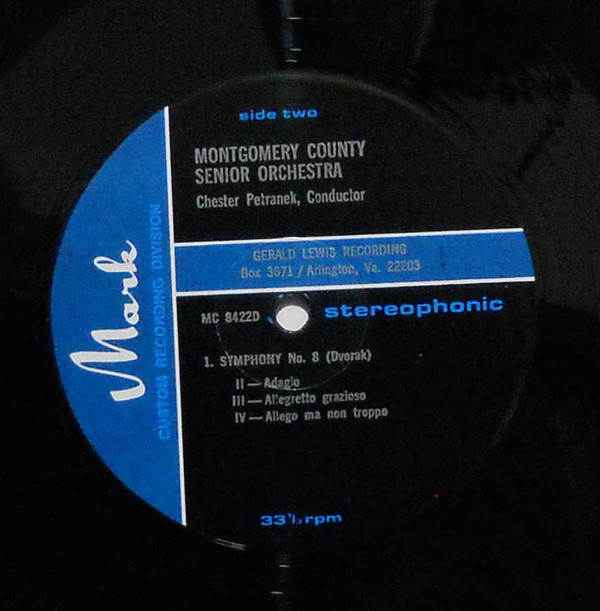 side two
MONTGOMERY COUNTY
SENIOR ORCHESTRA
Chester Petranek, Conductor
GERALD LEWIS RECORDING
Box 3671 / Arlington, Va. 22203
MC 8422D
stereophonic
1. SYMPHONY No. 8 (Dvorak)
II — Adagio
III — Allegretto grazioso
IV — Allego ma non troppo
33⅓ rpm
Mark
CUSTOM RECORDING DIVISION